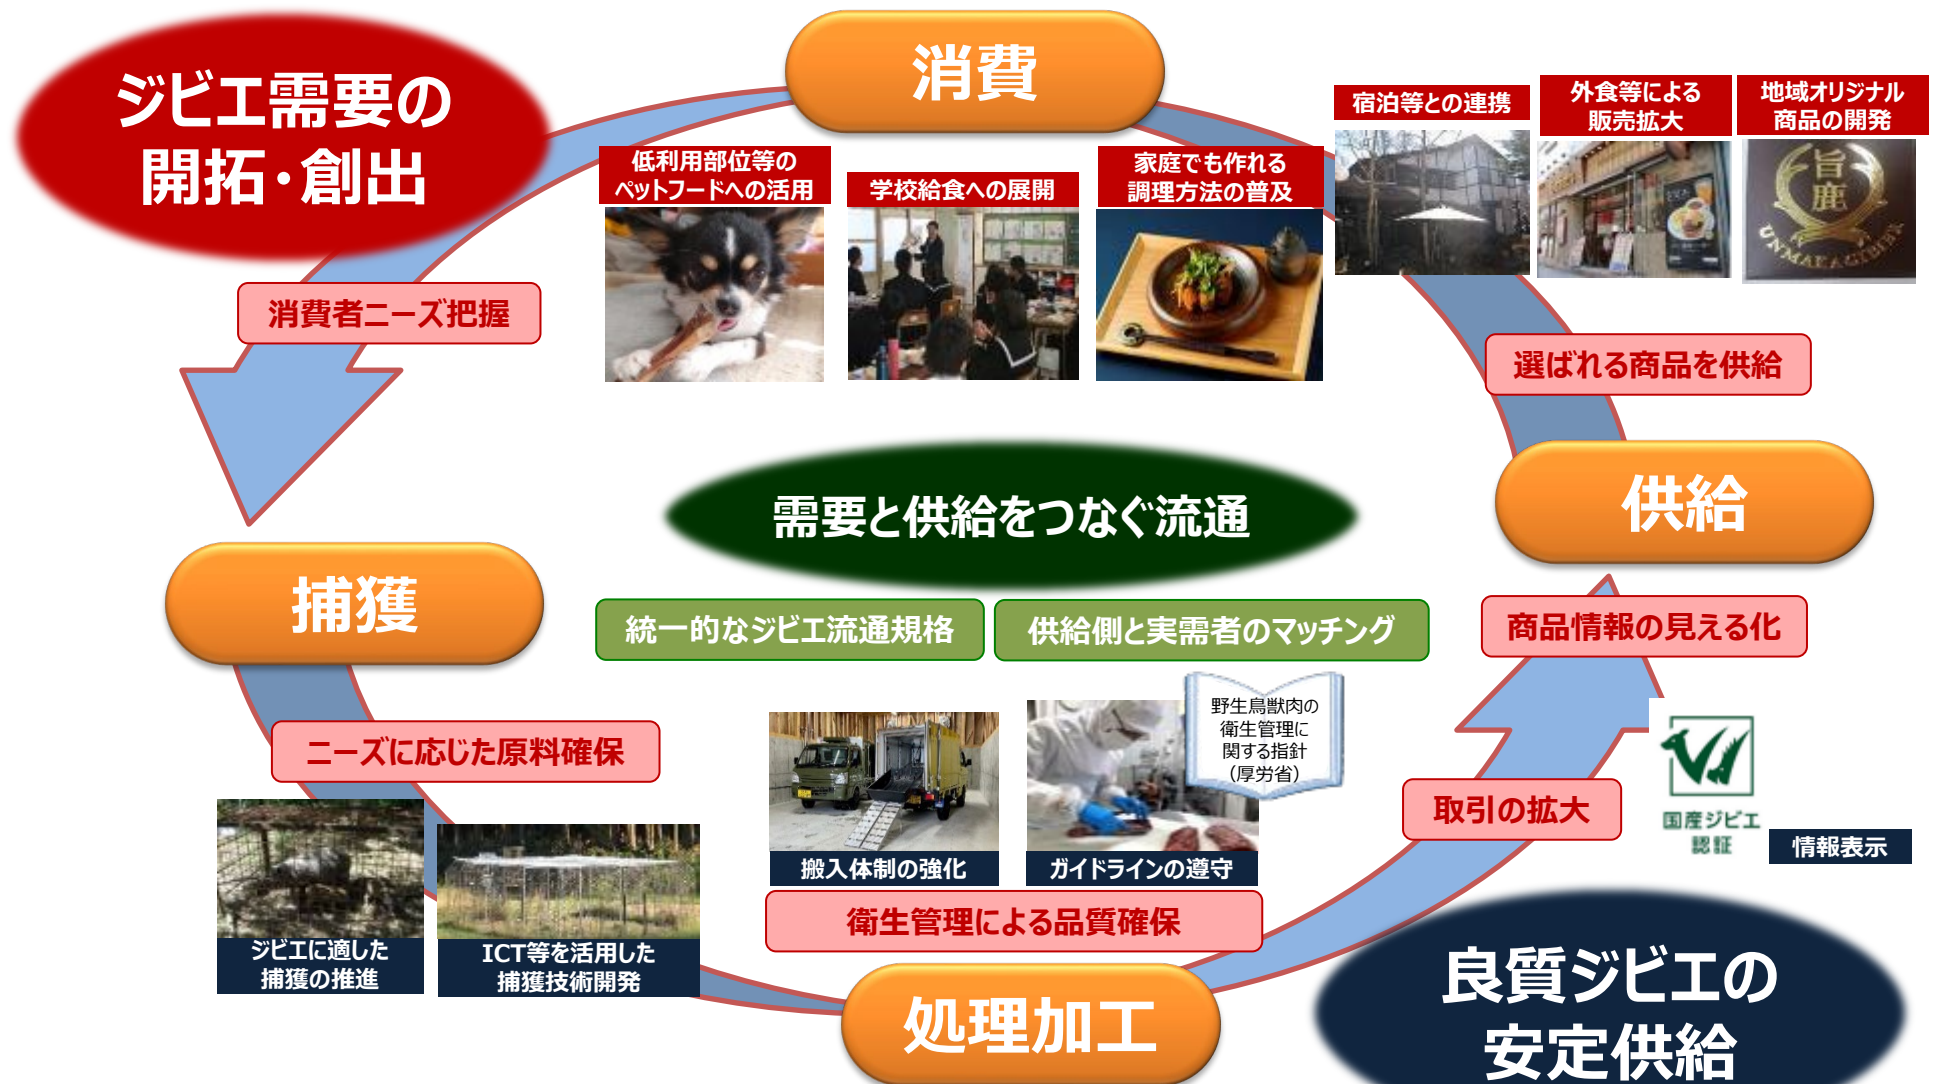 ジビエ需要の
開拓・創出
消費
宿泊等との連携
外食等による
販売拡大
地域オリジナル
商品の開発
低利用部位等の
ペットフードへの活用
学校給食への展開
家庭でも作れる
調理方法の普及
旨
鹿
消費者ニーズ把握
選ばれる商品を供給
需要と供給をつなぐ流通
供給
捕獲
統一的なジビエ流通規格
供給側と実需者のマッチング
商品情報の見える化
野生鳥獣肉の
衛生管理に
関する指針
（厚労省）
ニーズに応じた原料確保
取引の拡大
国産ジビエ
認証
情報表示
搬入体制の強化
ガイドラインの遵守
衛生管理による品質確保
ジビエに適した
捕獲の推進
ICT等を活用した
捕獲技術開発
処理加工
良質ジビエの
安定供給